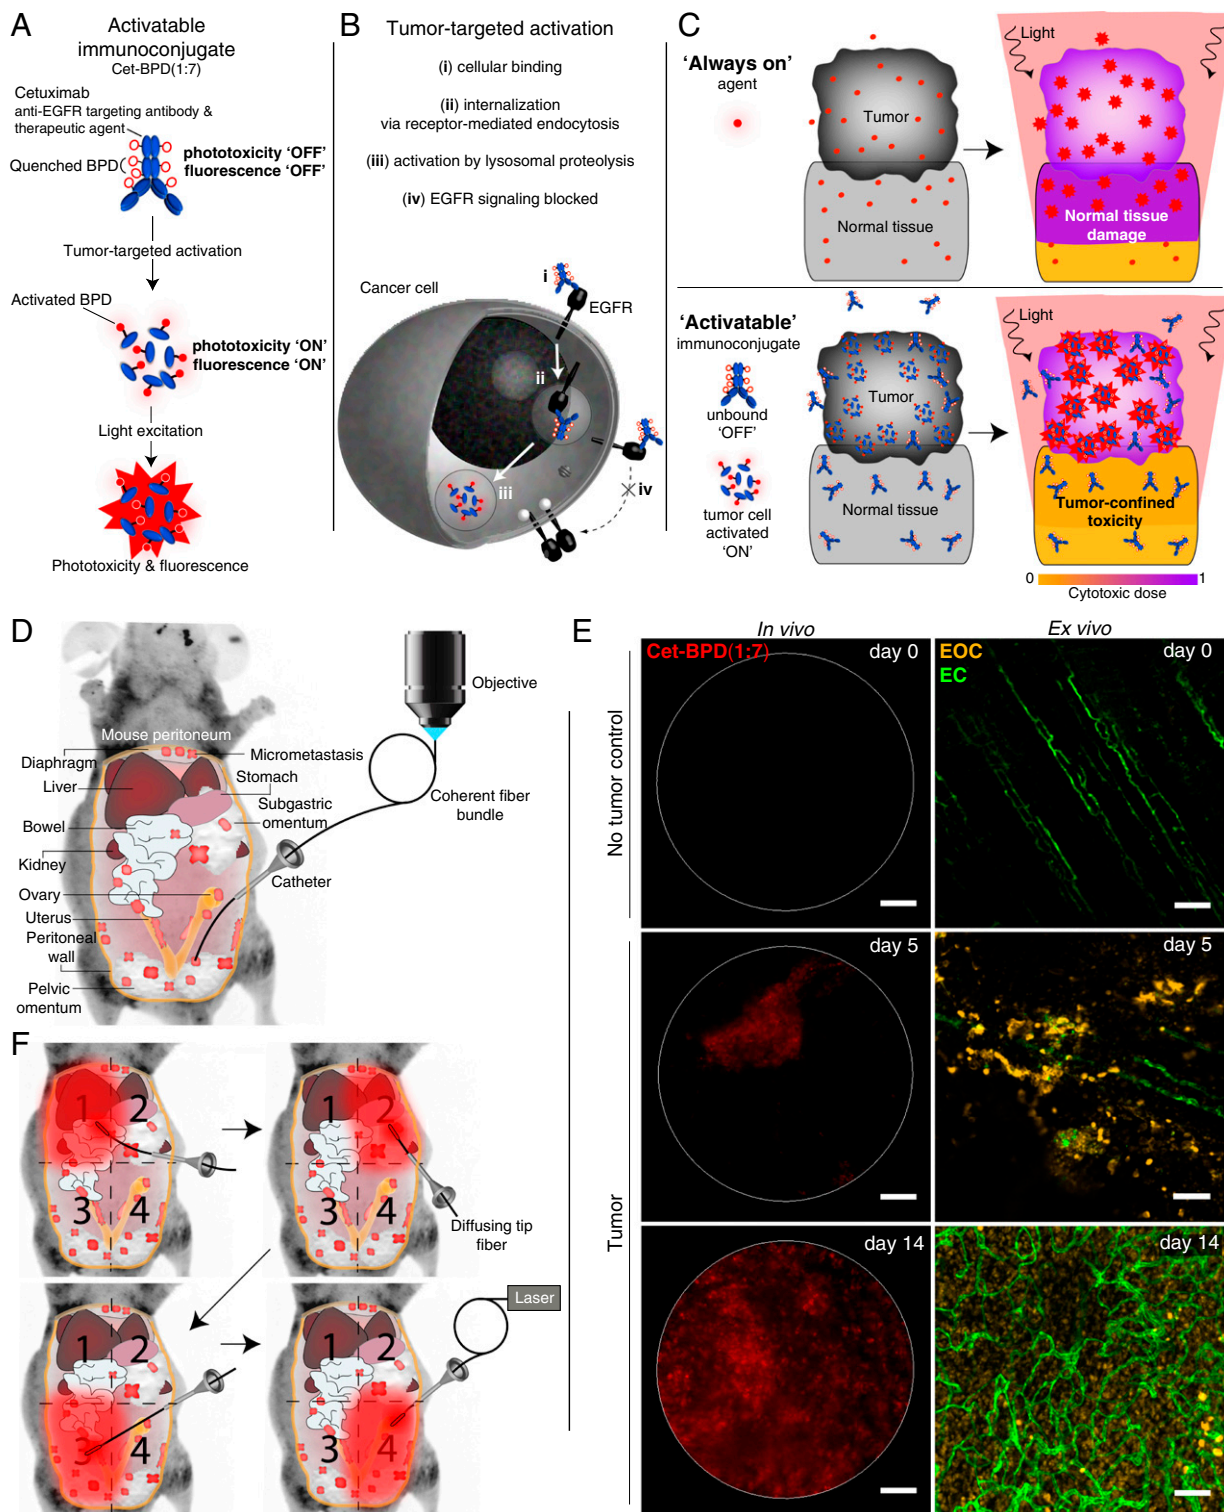 A
Activatable
immunoconjugate
Cet-BPD(1:7)
Cetuximab
anti-EGFR targeting antibody &
therapeutic agent
Quenched BPD
phototoxicity 'OFF'
fluorescence 'OFF'
Tumor-targeted activation
Activated BPD
phototoxicity 'ON'
fluorescence 'ON'
Light excitation
Phototoxicity & fluorescence
B
Tumor-targeted activation
(i) cellular binding
(ii) internalization
via receptor-mediated endocytosis
(iii) activation by lysosomal proteolysis
(iv) EGFR signaling blocked
Cancer cell
i
EGFR
ii
iii
iv
C
'Always on'
agent
Tumor
Normal tissue
Light
Normal tissue
damage
'Activatable'
immunoconjugate
unbound
'OFF'
tumor cell
activated
'ON'
Tumor
Normal tissue
Light
Tumor-confined
toxicity
0
1
Cytotoxic dose
D
Objective
Mouse peritoneum
Diaphragm
Micrometastasis
Liver
Stomach
Subgastric
omentum
Coherent fiber
bundle
Bowel
Kidney
Catheter
Ovary
Uterus
Peritoneal
wall
Pelvic
omentum
E
In vivo
Ex vivo
No tumor control
Cet-BPD(1:7)
day 0
EOC
EC
day 0
Tumor
day 5
day 5
day 14
day 14
F
1
2
3
4
1
2
3
4
Diffusing tip
fiber
1
2
3
4
1
2
3
4
Laser